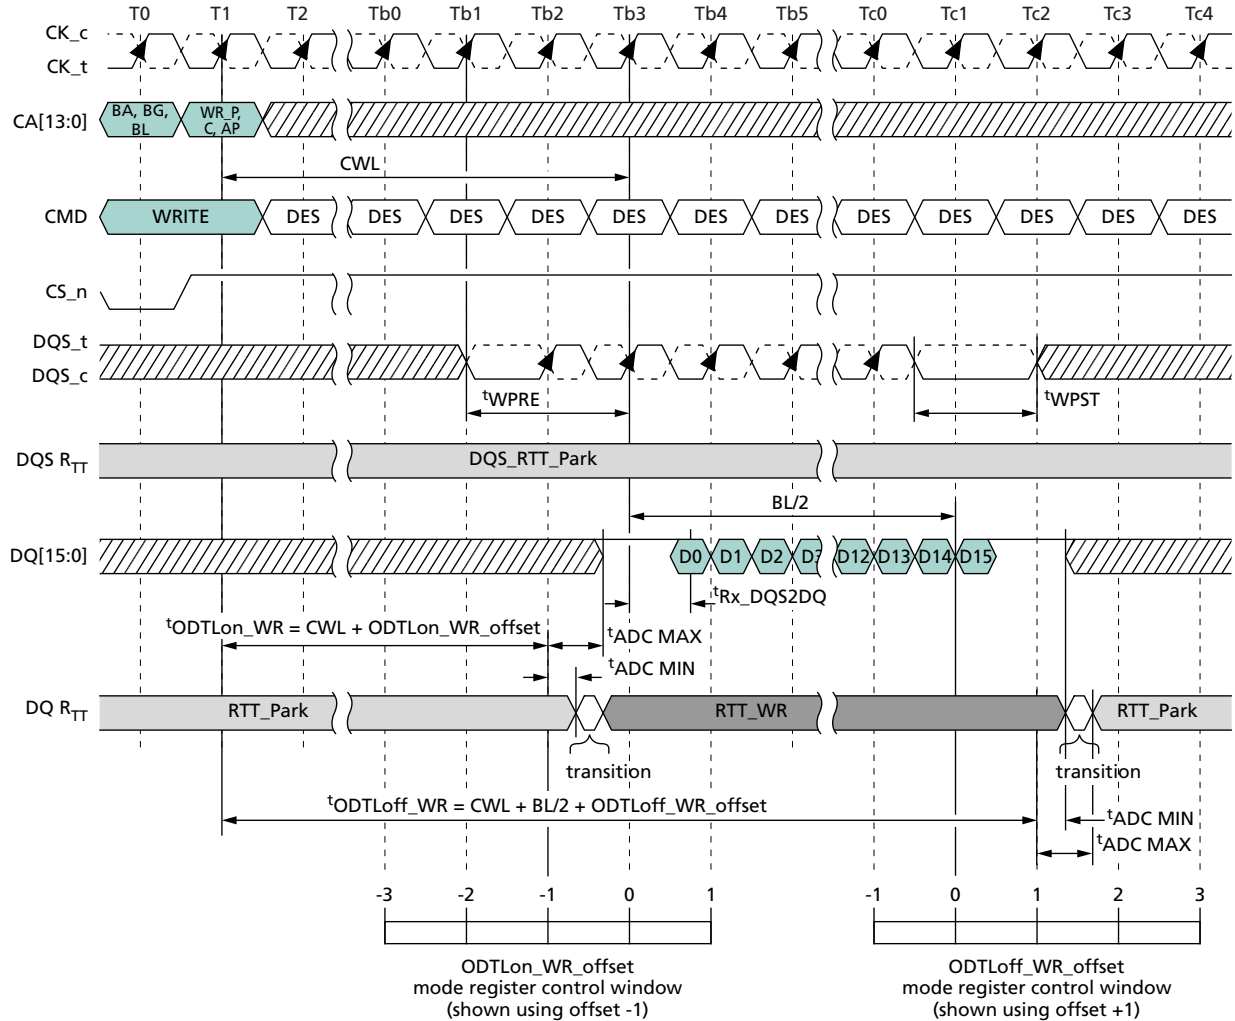 T0 T1 T2 Tb0 Tb1 Tb2 Tb3 Tb4 Tb5 Tc0 Tc1 Tc2 Tc3 Tc4
CK_c
CK_t
CA[13:0]
BA, BG,
BL
WR_P,
C, AP
CWL
CMD WRITE DES DES DES DES DES DES DES DES DES DES DES DES
CS_n
DQS_t
DQS_c
tWPRE tWPST
DQS RTT DQS_RTT_Park
BL/2
DQ[15:0] D0 D1 D2 D3 D12 D13 D14 D15
tRx_DQS2DQ
tODTLon_WR = CWL + ODTLon_WR_offset
tADC MAX
tADC MIN
DQ RTT RTT_Park RTT_WR RTT_Park
transition transition
tODTLoff_WR = CWL + BL/2 + ODTLoff_WR_offset
tADC MIN
tADC MAX
-3 -2 -1 0 1 -1 0 1 2 3
ODTLon_WR_offset
mode register control window
(shown using offset -1)
ODTLoff_WR_offset
mode register control window
(shown using offset +1)